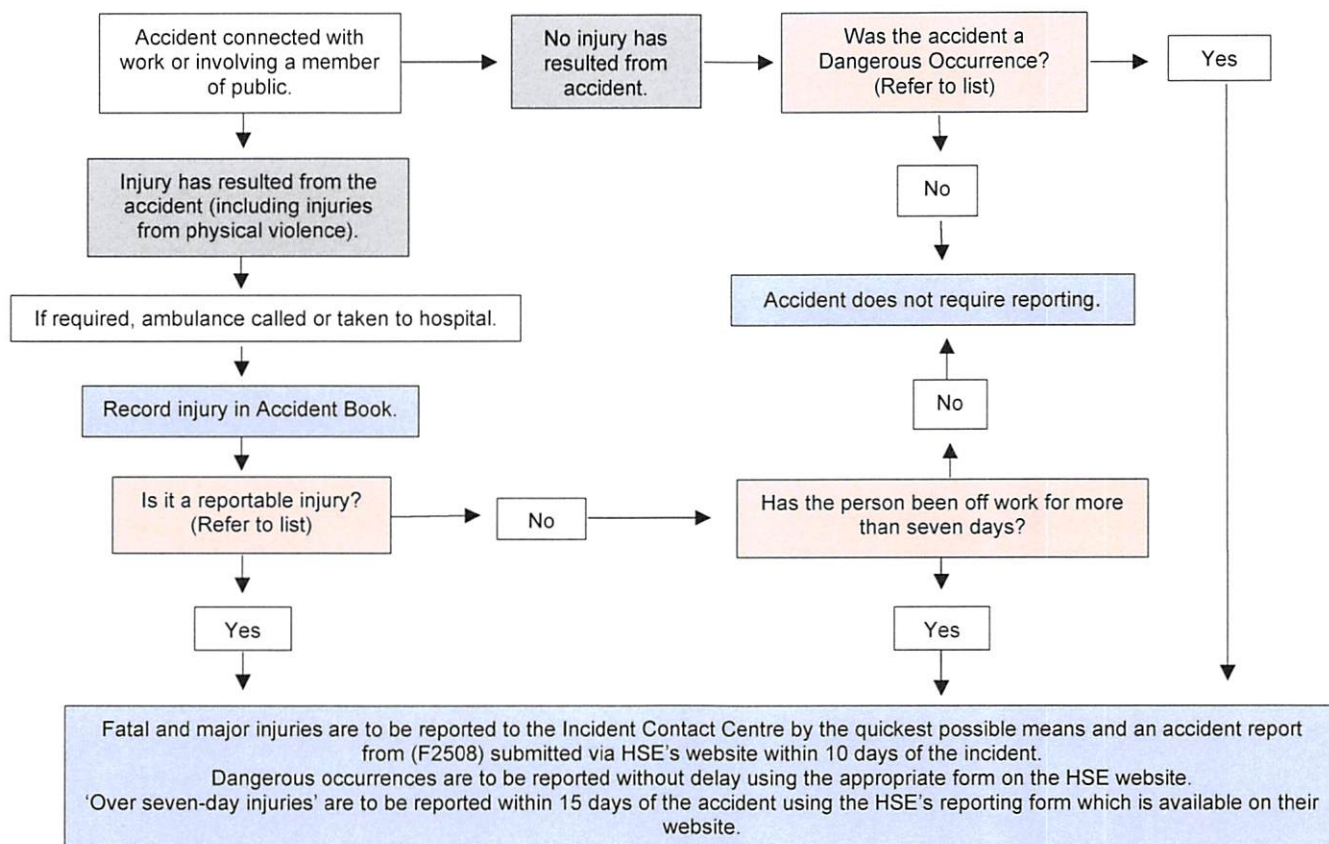 Accident connected with
work or involving a member
of public.
No injury has
resulted from
accident.
Was the accident a
Dangerous Occurrence?
(Refer to list)
Yes
No
Injury has resulted from the
accident (including injuries
from physical violence).
If required, ambulance called or taken to hospital.
Accident does not require reporting.
Record injury in Accident Book.
No
Is it a reportable injury?
(Refer to list)
No
Has the person been off work for more
than seven days?
Yes
Yes
Fatal and major injuries are to be reported to the Incident Contact Centre by the quickest possible means and an accident report
from (F2508) submitted via HSE's website within 10 days of the incident.
Dangerous occurrences are to be reported without delay using the appropriate form on the HSE website.
'Over seven-day injuries' are to be reported within 15 days of the accident using the HSE's reporting form which is available on their
website.